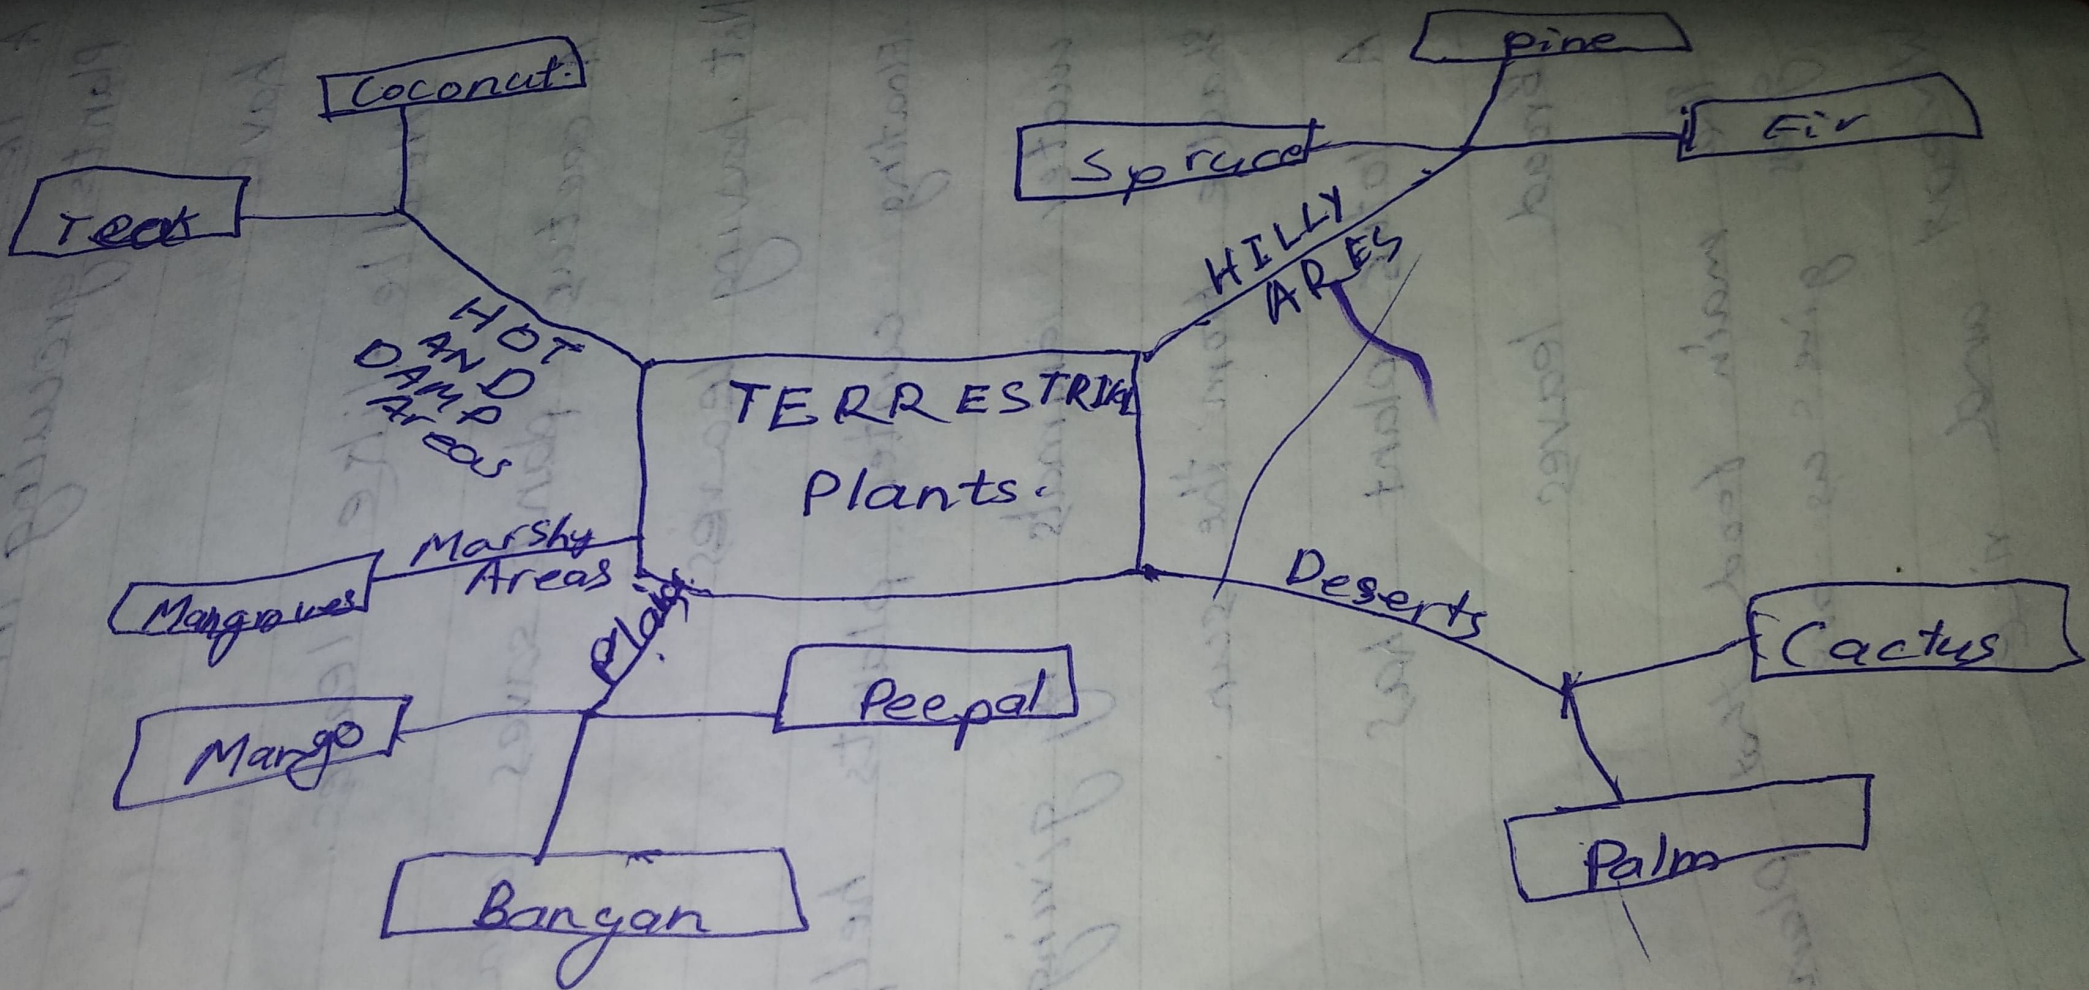 Coconut.
Teak
HOT
AND
DAMP
Areas
pine
Spruce
Fir
HILLY
ARES
TERRESTRIAL
Plants.
Marshy
Areas
Mangroves
Plains
Mango
Peepal
Banyan
Deserts
Cactus
Palm